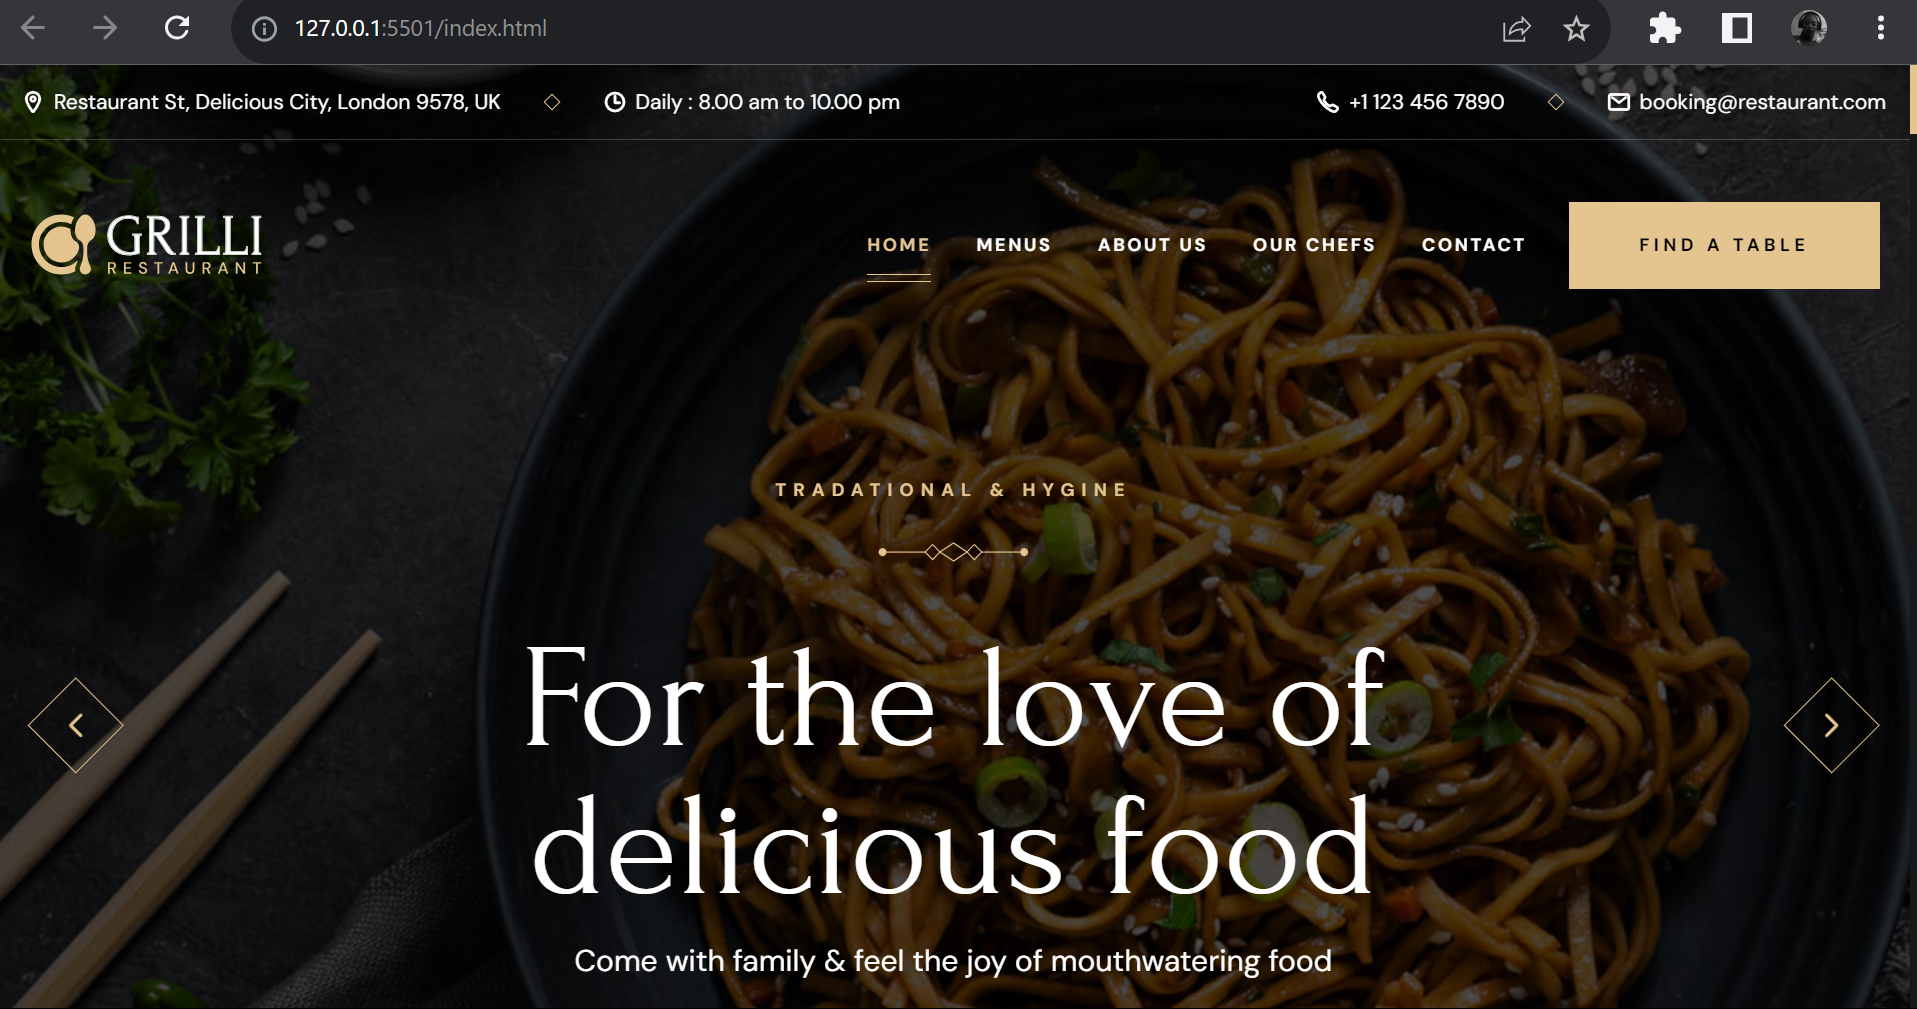 127.0.0.1:5501/index.html
Restaurant St, Delicious City, London 9578, UK
Daily : 8.00 am to 10.00 pm
+1 123 456 7890
booking@restaurant.com
GRILLI
RESTAURANT
HOME
MENUS
ABOUT US
OUR CHEFS
CONTACT
FIND A TABLE
TRADATIONAL & HYGINE
For the love of
delicious food
Come with family & feel the joy of mouthwatering food